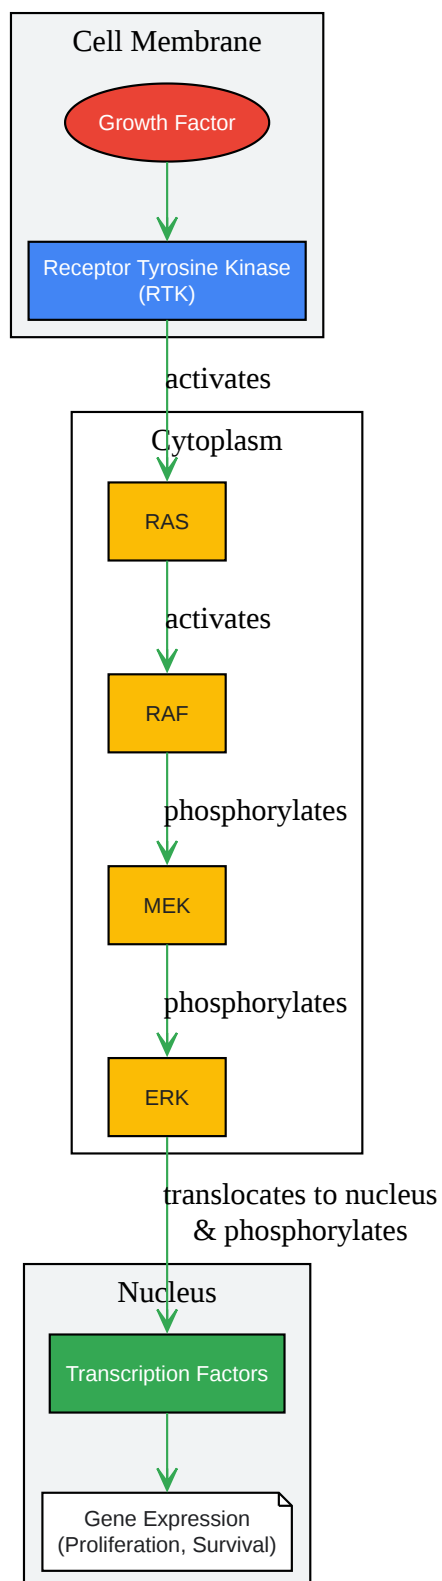 Cell Membrane
Growth Factor
Receptor Tyrosine Kinase
(RTK)
activates
Cytoplasm
RAS
activates
RAF
phosphorylates
MEK
phosphorylates
ERK
translocates to nucleus
& phosphorylates
Nucleus
Transcription Factors
Gene Expression
(Proliferation, Survival)